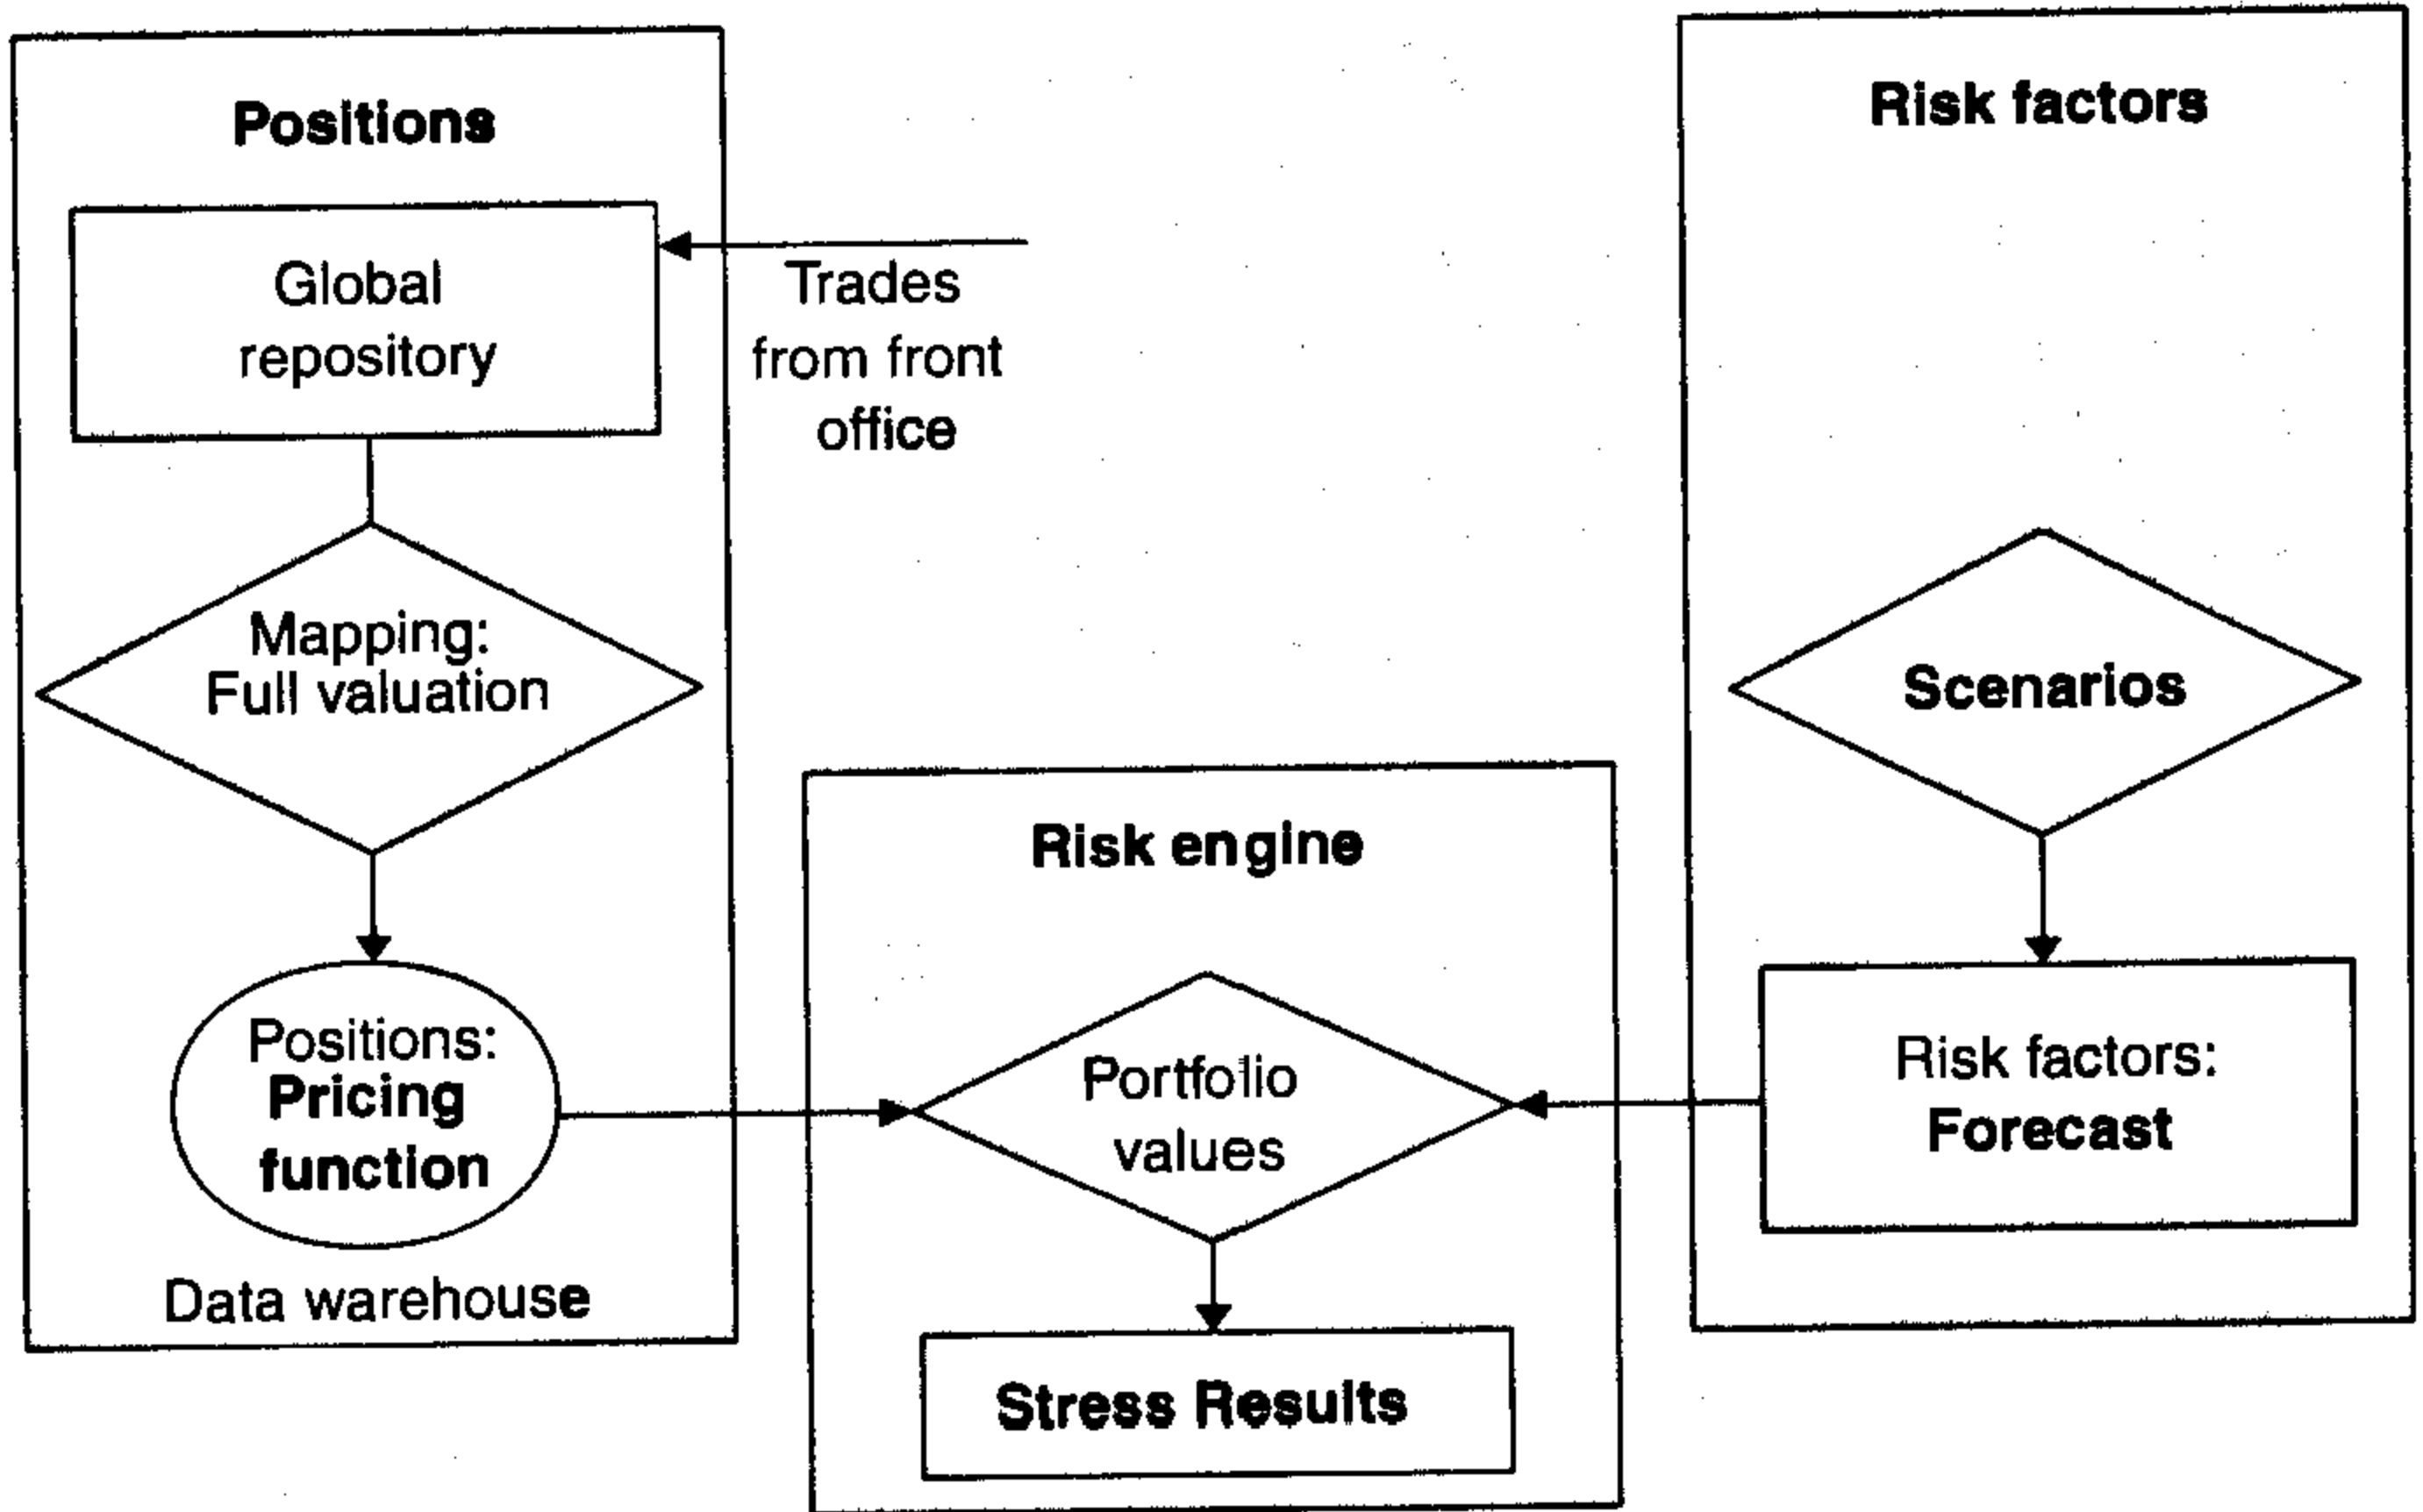 Positions
Global
repository
Trades
from front
office
Mapping:
Full valuation
Positions:
Pricing
function
Data warehouse
Risk engine
Portfolio
values
Stress Results
Risk factors
Scenarios
Risk factors:
Forecast